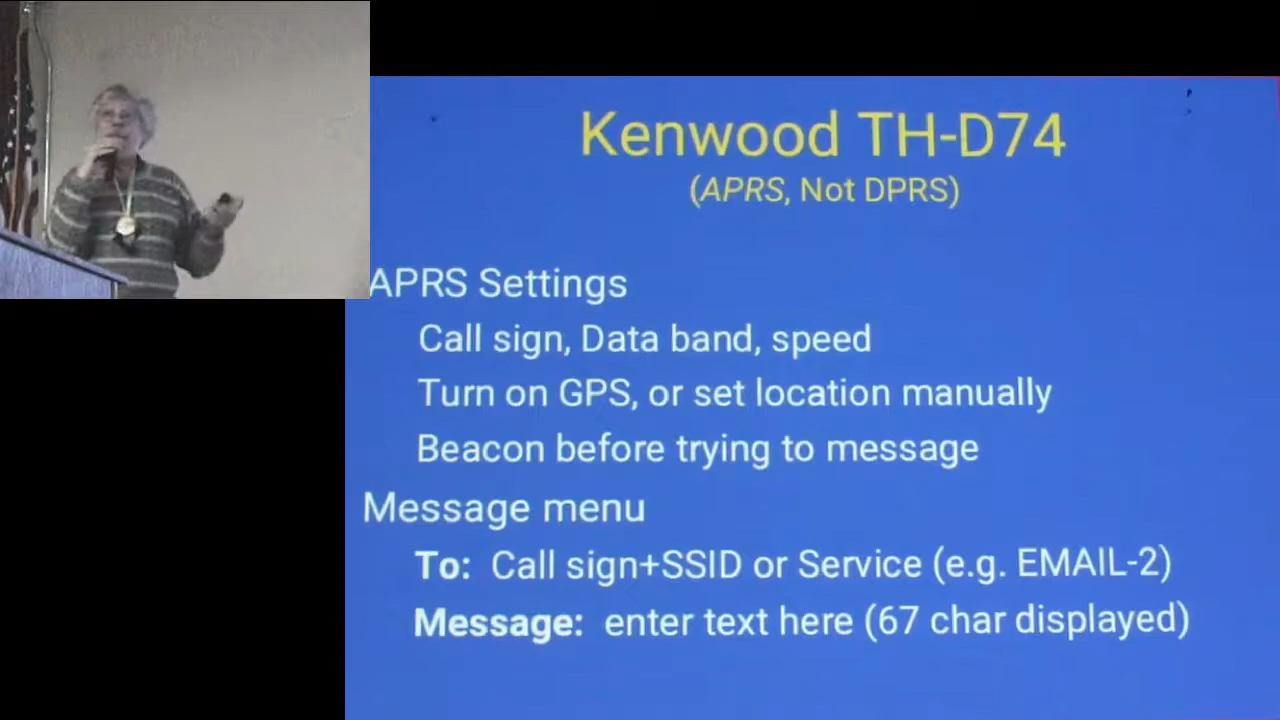 Kenwood TH-D74
(APRS, Not DPRS)
APRS Settings
Call sign, Data band, speed
Turn on GPS, or set location manually
Beacon before trying to message
Message menu
To: Call sign+SSID or Service (e.g. EMAIL-2)
Message: enter text here (67 char displayed)